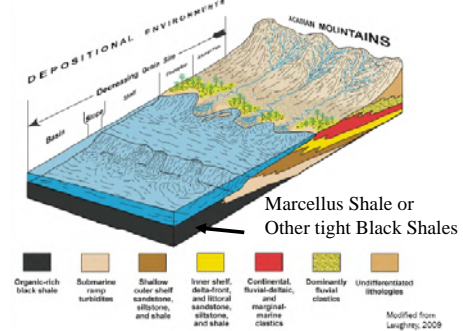 DEPOSITIONAL ENVIRONMENTS
ACADIAN MOUNTAINS
Decreasing Grain Size
Basin
Slope
Shelf
Marcellus Shale or
Other tight Black Shales
Organic-rich
black shale
Submarine
ramp
turbidites
Shallow
outer shelf
sandstone,
siltstone,
and shale
Inner shelf,
delta-front,
and littoral
sandstone,
siltstone,
and shale
Continental,
fluvial-deltaic,
and
marginal-
marine
clastics
Dominantly
fluvial
clastics
Undifferentiated
lithologies
Modified from
Laughrey, 2009